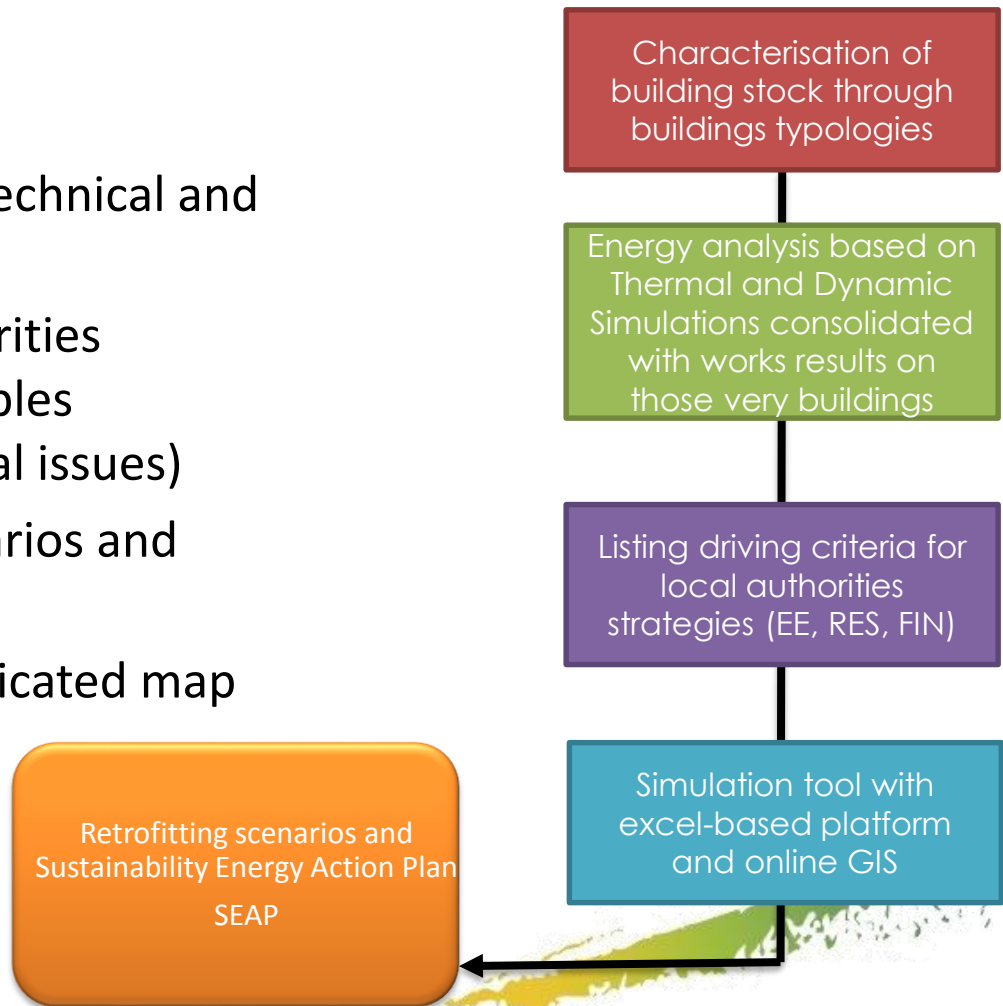 echnical and
rities
ples
al issues)
arios and
icated map
Characterisation of
building stock through
buildings typologies
Energy analysis based on
Thermal and Dynamic
Simulations consolidated
with works results on
those very buildings
Listing driving criteria for
local authorities
strategies (EE, RES, FIN)
Simulation tool with
excel-based platform
and online GIS
Retrofitting scenarios and
Sustainability Energy Action Plan
SEAP